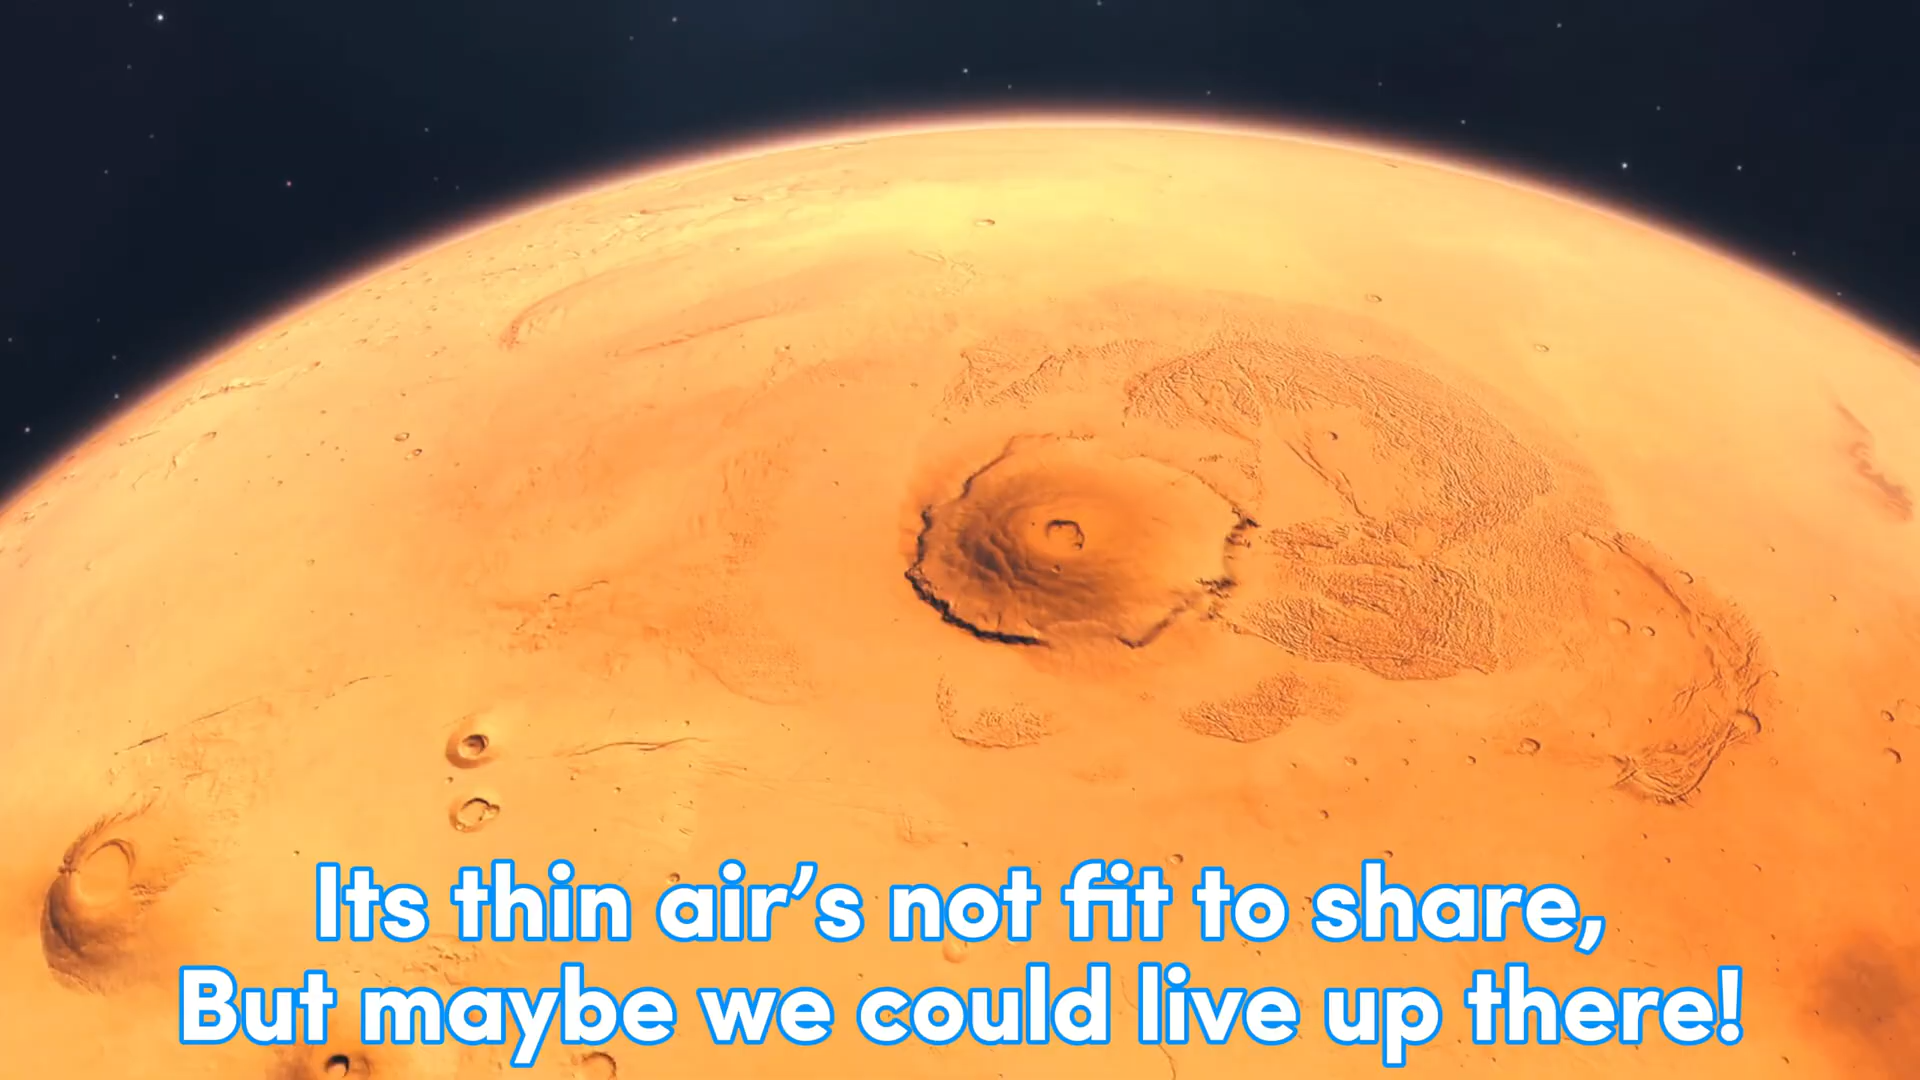 Its thin air’s not fit to share,
But maybe we could live up there!